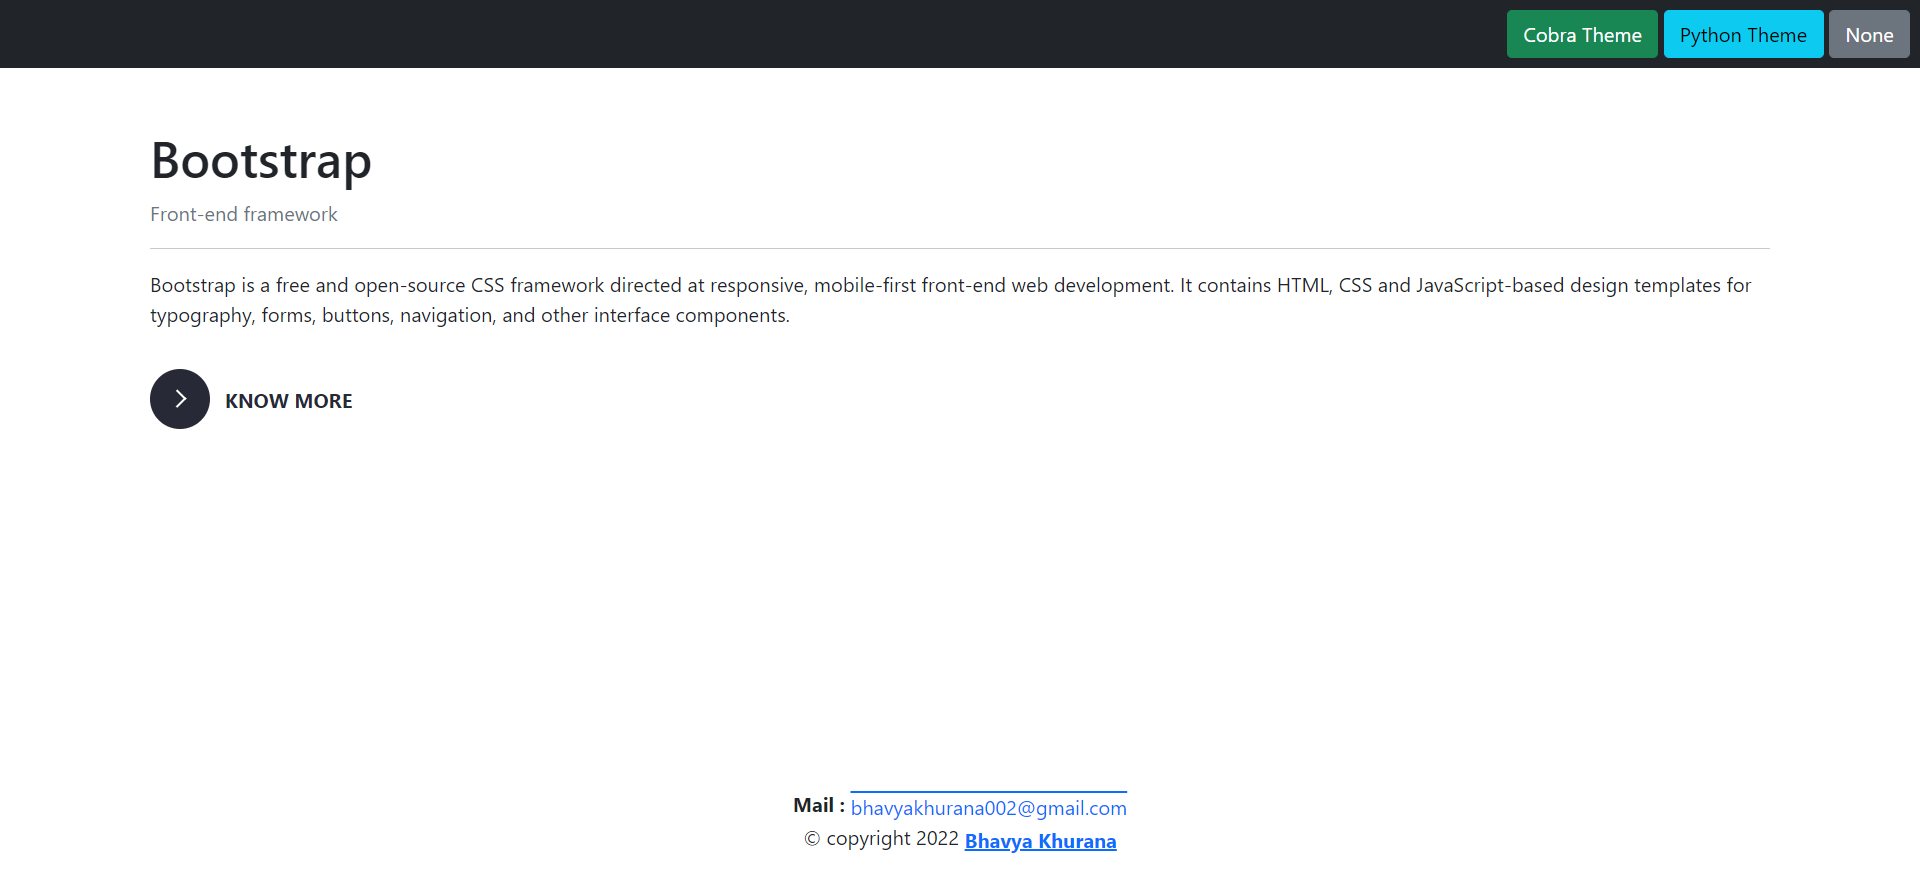 Cobra Theme Python Theme None
Bootstrap
Front-end framework
Bootstrap is a free and open-source CSS framework directed at responsive, mobile-first front-end web development. It contains HTML, CSS and JavaScript-based design templates for
typography, forms, buttons, navigation, and other interface components.
KNOW MORE
Mail : bhavyakhurana002@gmail.com
© copyright 2022 Bhavya Khurana